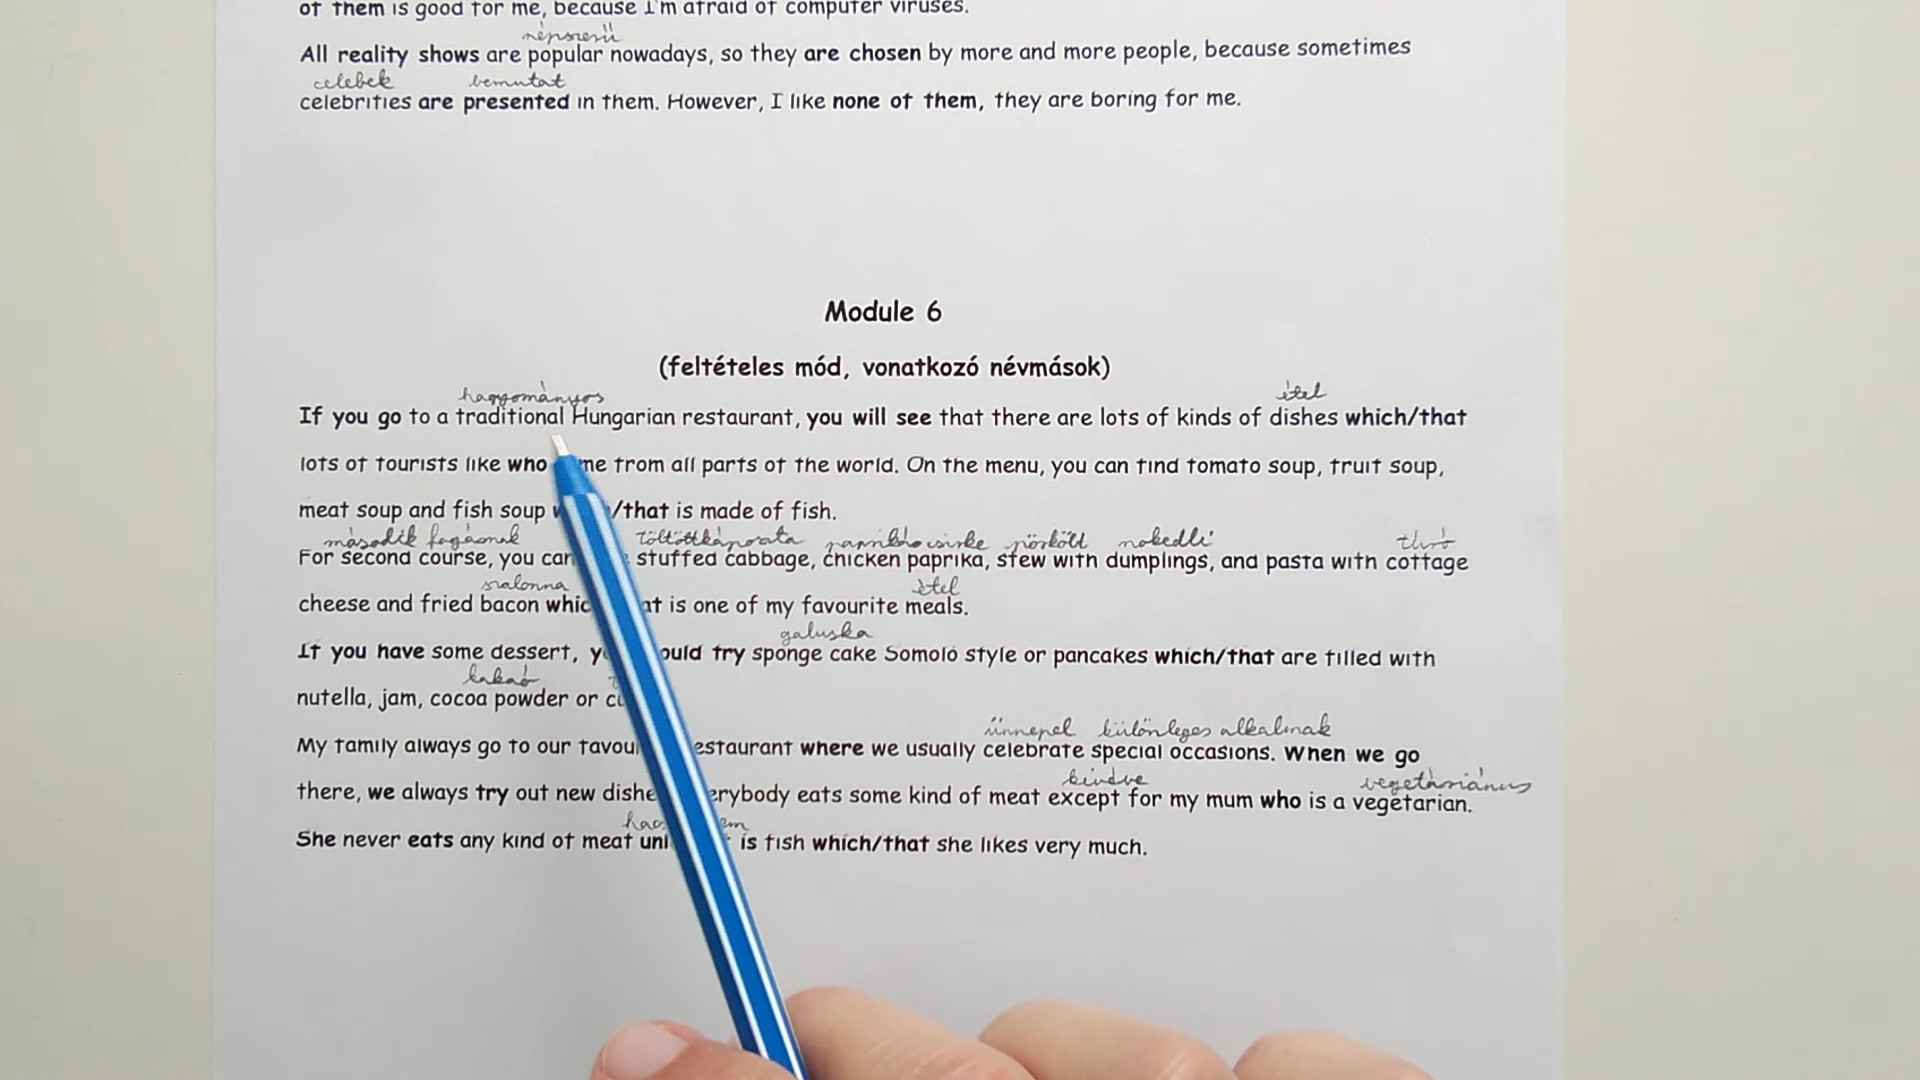 of them is good for me, because I'm afraid of computer viruses.
népszerű
All reality shows are popular nowadays, so they are chosen by more and more people, because sometimes
celebek bemutat
celebrities are presented in them. However, I like none of them, they are boring for me.
Module 6
(feltételes mód, vonatkozó névmások)
hagyományos étel
If you go to a traditional Hungarian restaurant, you will see that there are lots of kinds of dishes which/that
lots of tourists like who me from all parts of the world. On the menu, you can find tomato soup, fruit soup,
meat soup and fish soup /that is made of fish.
második fogásnak töltöttkáposzta paprikáscsirke pörkölt nokedli túró
For second course, you can stuffed cabbage, chicken paprika, stew with dumplings, and pasta with cottage
szalonna étel
cheese and fried bacon whic at is one of my favourite meals.
galuska
If you have some dessert, y ould try sponge cake Somoló style or pancakes which/that are filled with
kakaó
nutella, jam, cocoa powder or
ünnepel különleges alkalmak
My family always go to our favou estaurant where we usually celebrate special occasions. When we go
kivéve vegetáriánus
there, we always try out new dishe erybody eats some kind of meat except for my mum who is a vegetarian.
She never eats any kind of meat unl is fish which/that she likes very much.